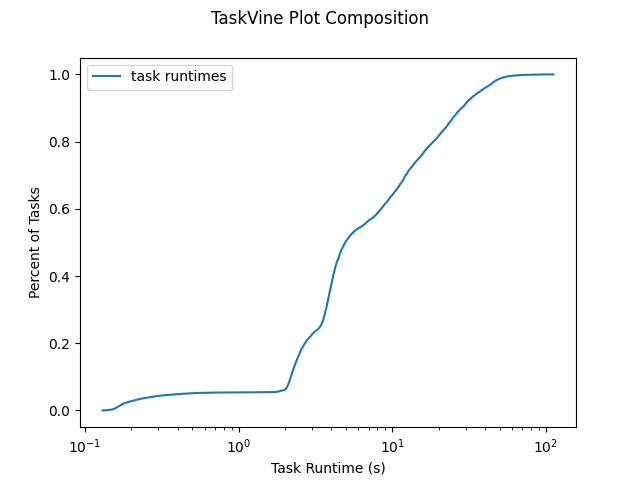 TaskVine Plot Composition
task runtimes
Percent of Tasks
1.0
0.8
0.6
0.4
0.2
0.0
10⁻¹ 10⁰ 10¹ 10²
Task Runtime (s)